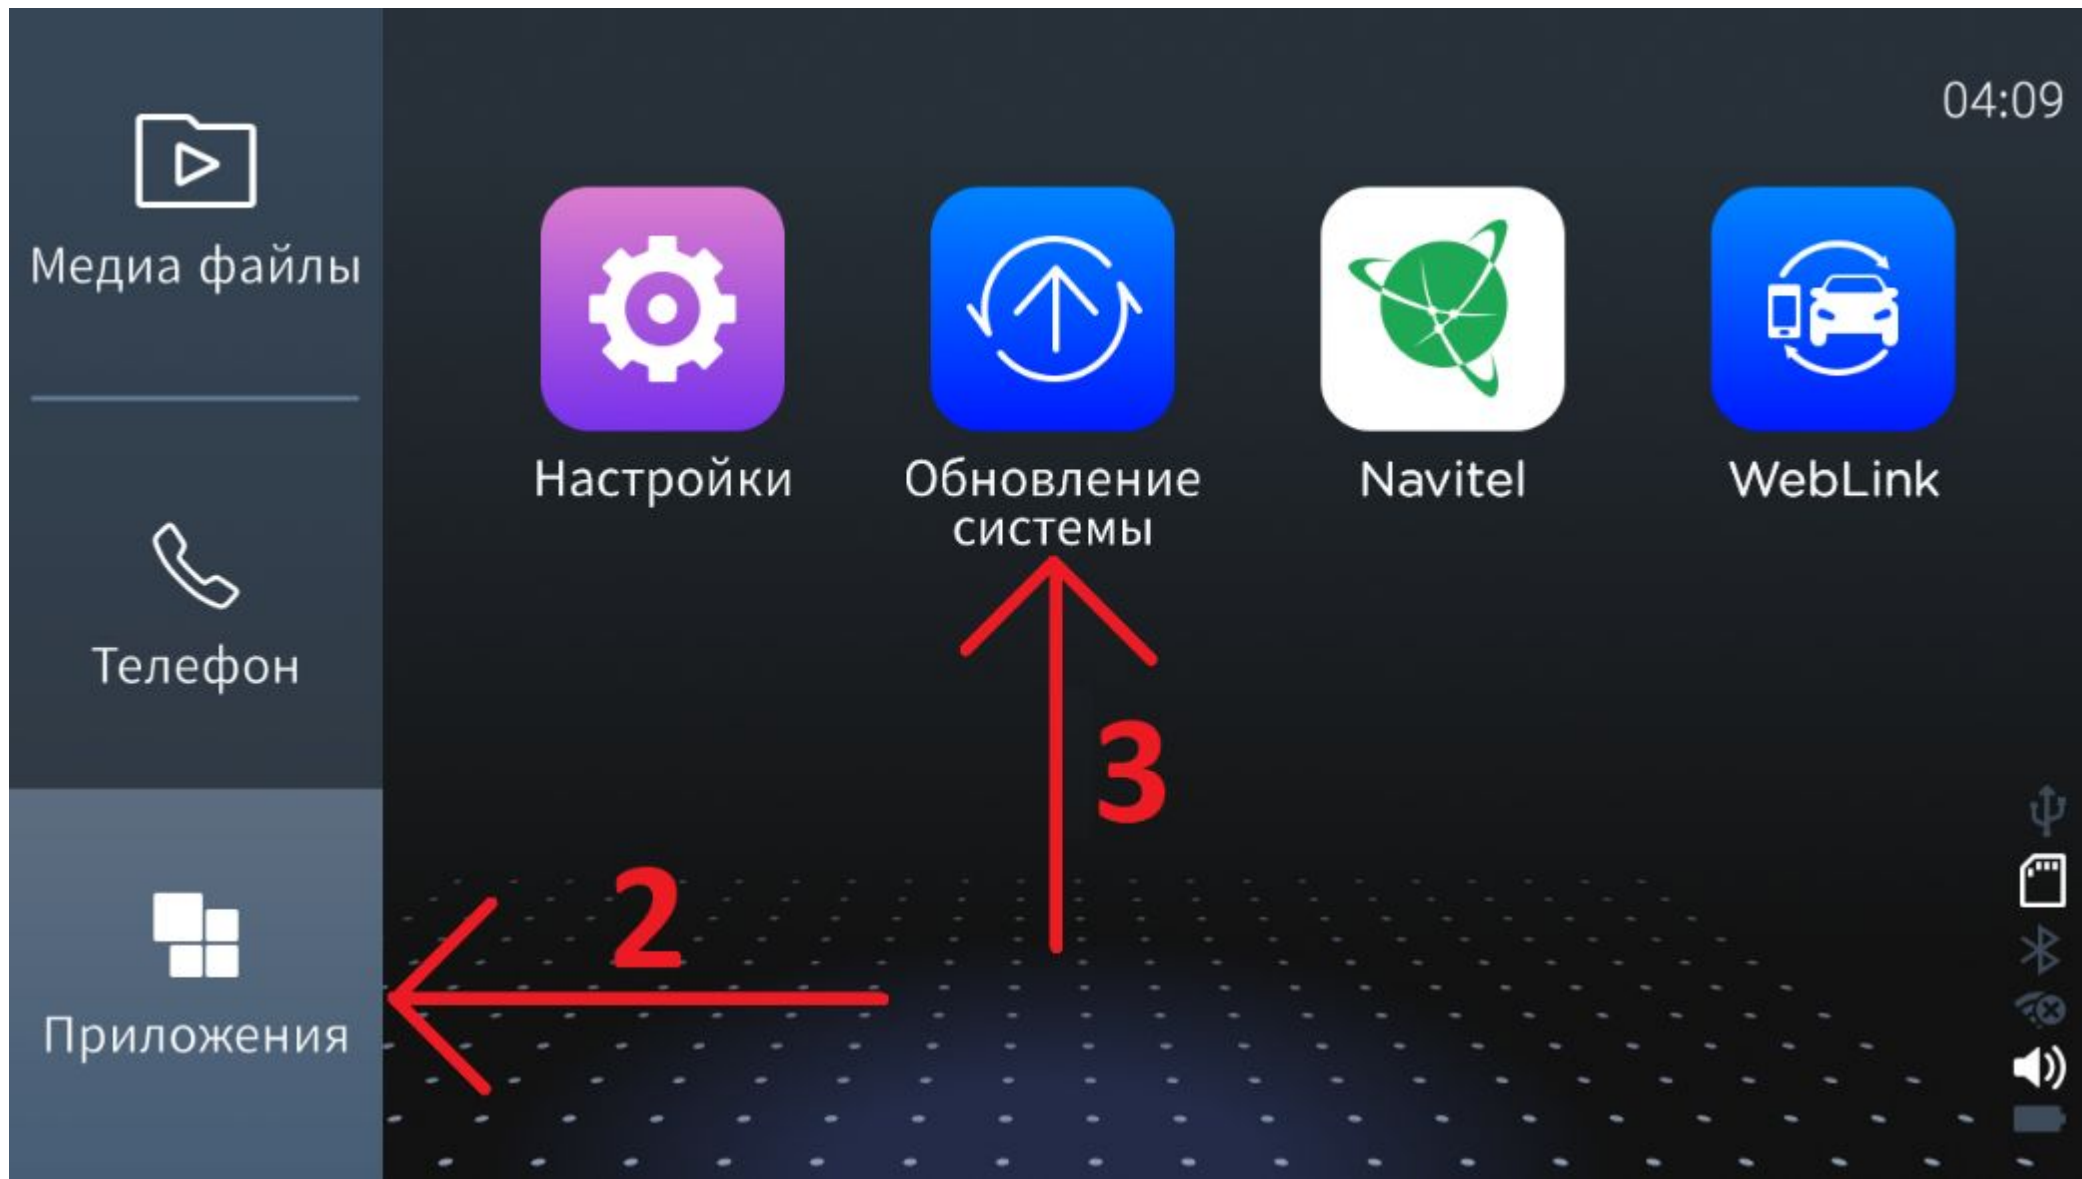 04:09
Медиа файлы
Настройки
Обновление
системы
Navitel
WebLink
Телефон
3
2
Приложения